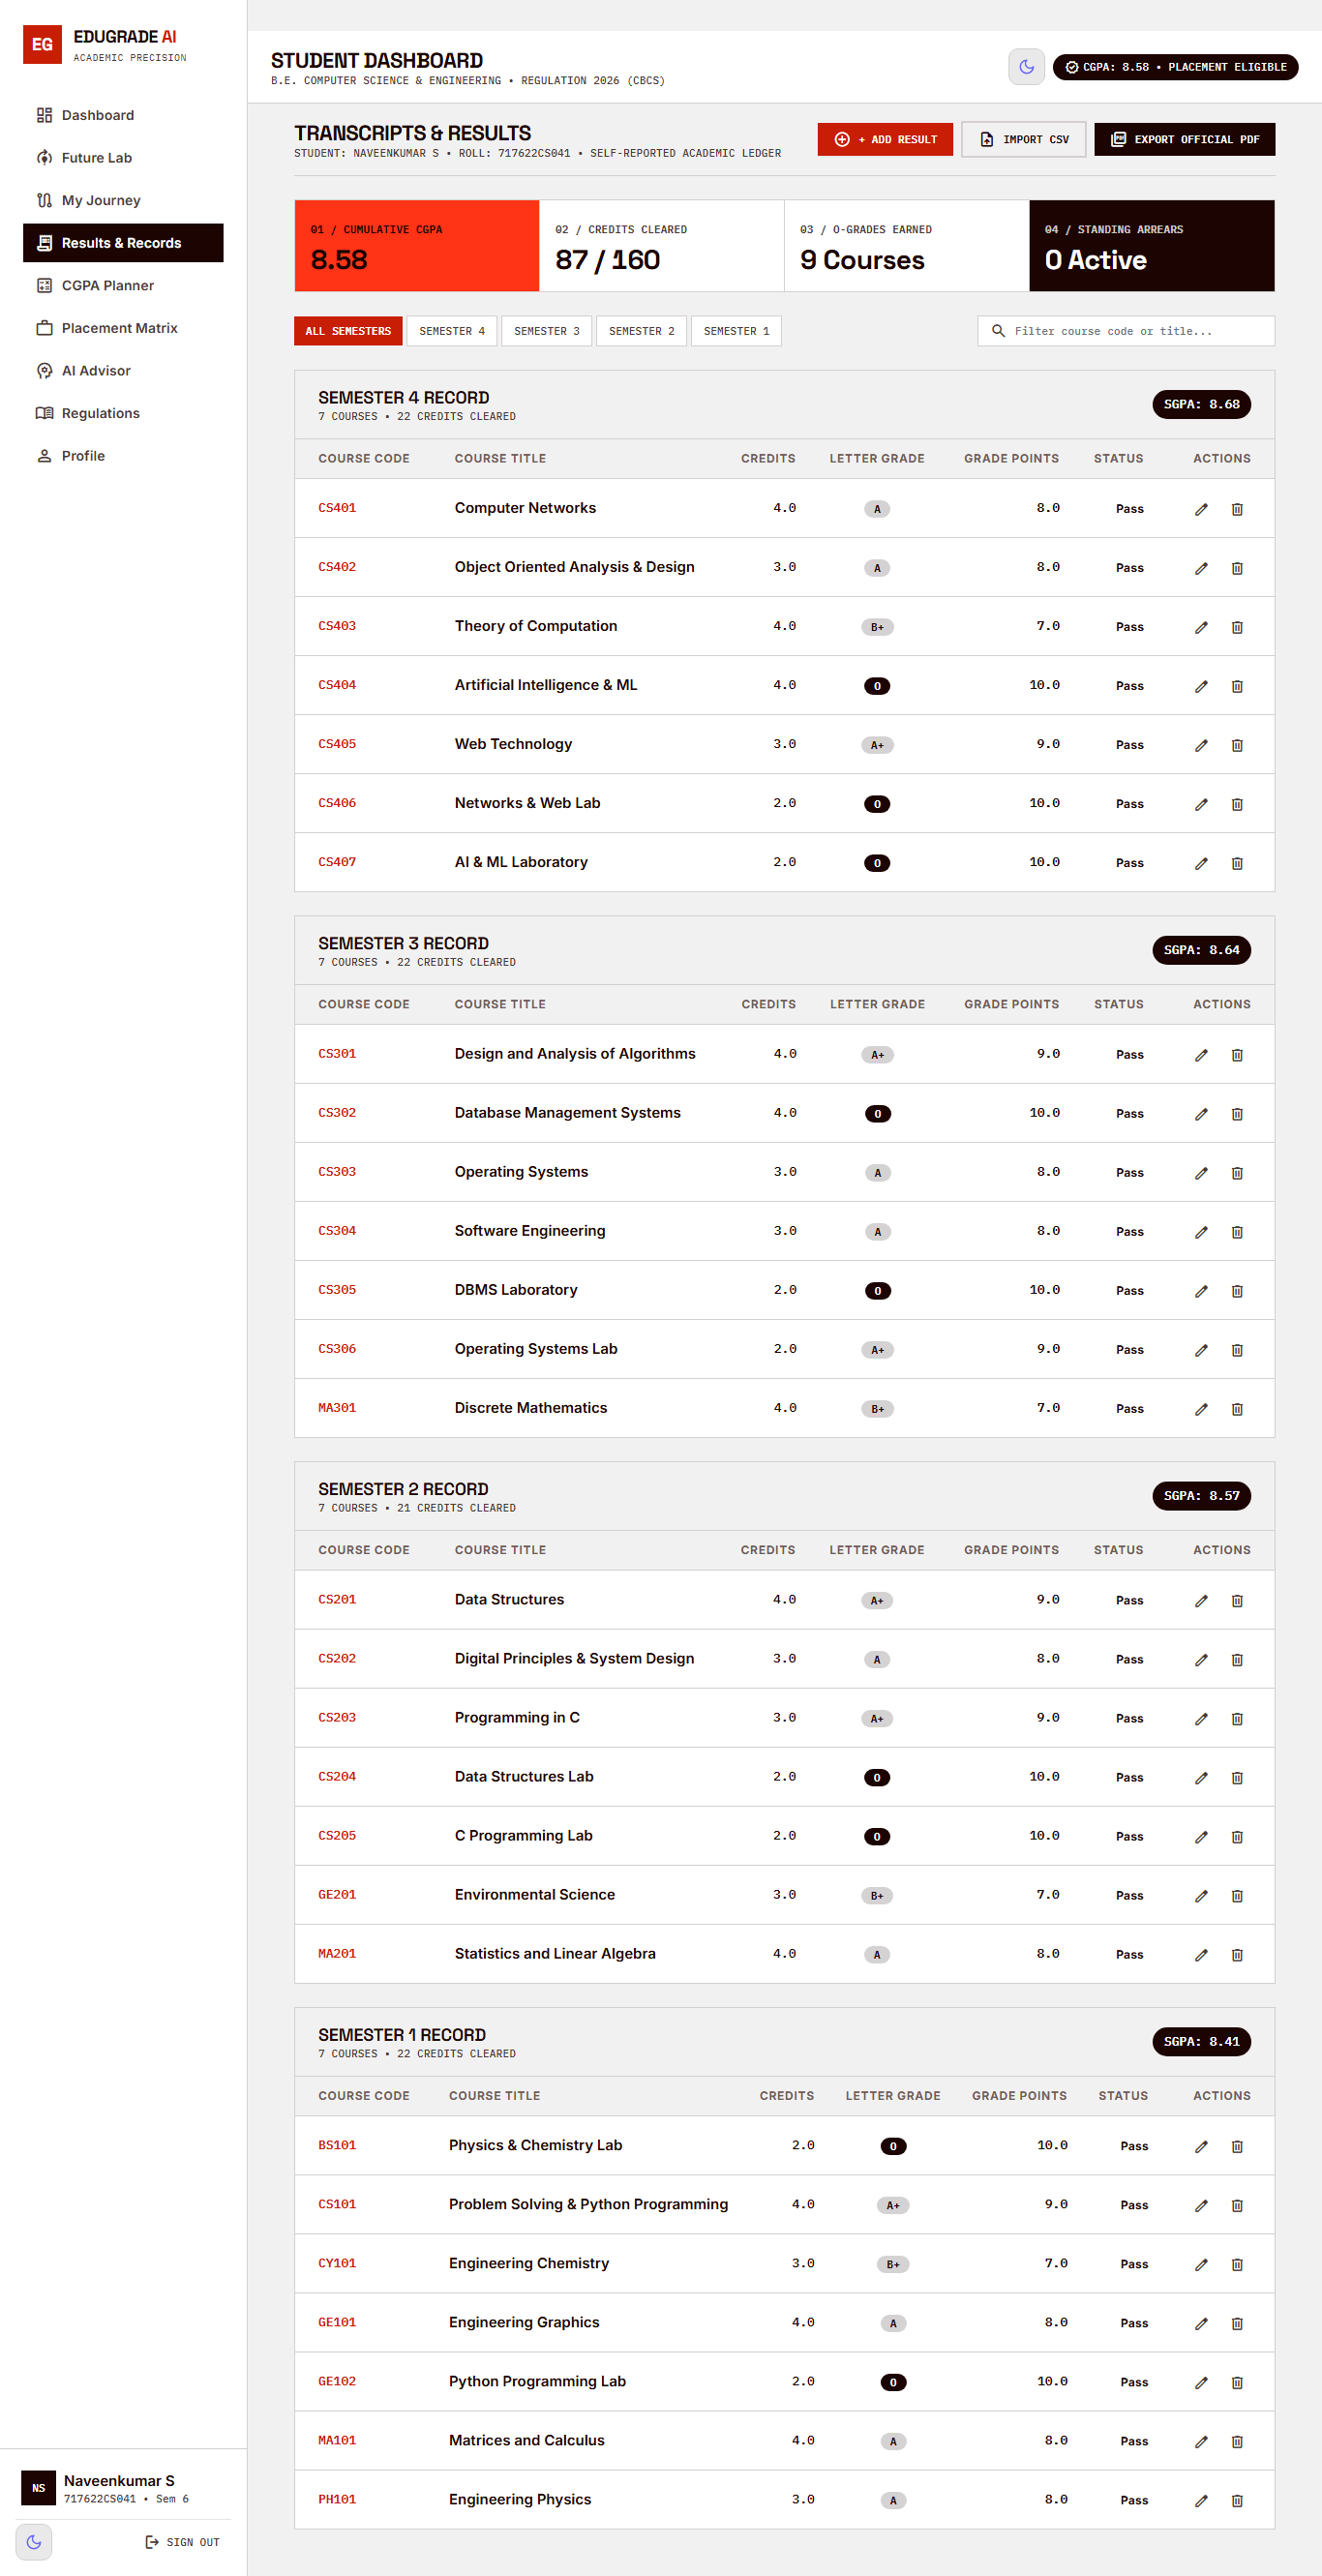 EG
EDUGRADE AI
ACADEMIC PRECISION
Dashboard
Future Lab
My Journey
Results & Records
CGPA Planner
Placement Matrix
AI Advisor
Regulations
Profile
NS
Naveenkumar S
717622CS041 • Sem 6
SIGN OUT
STUDENT DASHBOARD
B.E. COMPUTER SCIENCE & ENGINEERING • REGULATION 2026 (CBCS)
CGPA: 8.58 • PLACEMENT ELIGIBLE
TRANSCRIPTS & RESULTS
STUDENT: NAVEENKUMAR S • ROLL: 717622CS041 • SELF-REPORTED ACADEMIC LEDGER
+ ADD RESULT
IMPORT CSV
EXPORT OFFICIAL PDF
01 / CUMULATIVE CGPA
8.58
02 / CREDITS CLEARED
87 / 160
03 / O-GRADES EARNED
9 Courses
04 / STANDING ARREARS
0 Active
ALL SEMESTERS SEMESTER 4 SEMESTER 3 SEMESTER 2 SEMESTER 1
Filter course code or title...
SEMESTER 4 RECORD
7 COURSES • 22 CREDITS CLEARED
SGPA: 8.68
COURSE CODE COURSE TITLE CREDITS LETTER GRADE GRADE POINTS STATUS ACTIONS
CS401 Computer Networks 4.0 A 8.0 Pass
CS402 Object Oriented Analysis & Design 3.0 A 8.0 Pass
CS403 Theory of Computation 4.0 B+ 7.0 Pass
CS404 Artificial Intelligence & ML 4.0 O 10.0 Pass
CS405 Web Technology 3.0 A+ 9.0 Pass
CS406 Networks & Web Lab 2.0 O 10.0 Pass
CS407 AI & ML Laboratory 2.0 O 10.0 Pass
SEMESTER 3 RECORD
7 COURSES • 22 CREDITS CLEARED
SGPA: 8.64
COURSE CODE COURSE TITLE CREDITS LETTER GRADE GRADE POINTS STATUS ACTIONS
CS301 Design and Analysis of Algorithms 4.0 A+ 9.0 Pass
CS302 Database Management Systems 4.0 O 10.0 Pass
CS303 Operating Systems 3.0 A 8.0 Pass
CS304 Software Engineering 3.0 A 8.0 Pass
CS305 DBMS Laboratory 2.0 O 10.0 Pass
CS306 Operating Systems Lab 2.0 A+ 9.0 Pass
MA301 Discrete Mathematics 4.0 B+ 7.0 Pass
SEMESTER 2 RECORD
7 COURSES • 21 CREDITS CLEARED
SGPA: 8.57
COURSE CODE COURSE TITLE CREDITS LETTER GRADE GRADE POINTS STATUS ACTIONS
CS201 Data Structures 4.0 A+ 9.0 Pass
CS202 Digital Principles & System Design 3.0 A 8.0 Pass
CS203 Programming in C 3.0 A+ 9.0 Pass
CS204 Data Structures Lab 2.0 O 10.0 Pass
CS205 C Programming Lab 2.0 O 10.0 Pass
GE201 Environmental Science 3.0 B+ 7.0 Pass
MA201 Statistics and Linear Algebra 4.0 A 8.0 Pass
SEMESTER 1 RECORD
7 COURSES • 22 CREDITS CLEARED
SGPA: 8.41
COURSE CODE COURSE TITLE CREDITS LETTER GRADE GRADE POINTS STATUS ACTIONS
BS101 Physics & Chemistry Lab 2.0 O 10.0 Pass
CS101 Problem Solving & Python Programming 4.0 A+ 9.0 Pass
CY101 Engineering Chemistry 3.0 B+ 7.0 Pass
GE101 Engineering Graphics 4.0 A 8.0 Pass
GE102 Python Programming Lab 2.0 O 10.0 Pass
MA101 Matrices and Calculus 4.0 A 8.0 Pass
PH101 Engineering Physics 3.0 A 8.0 Pass